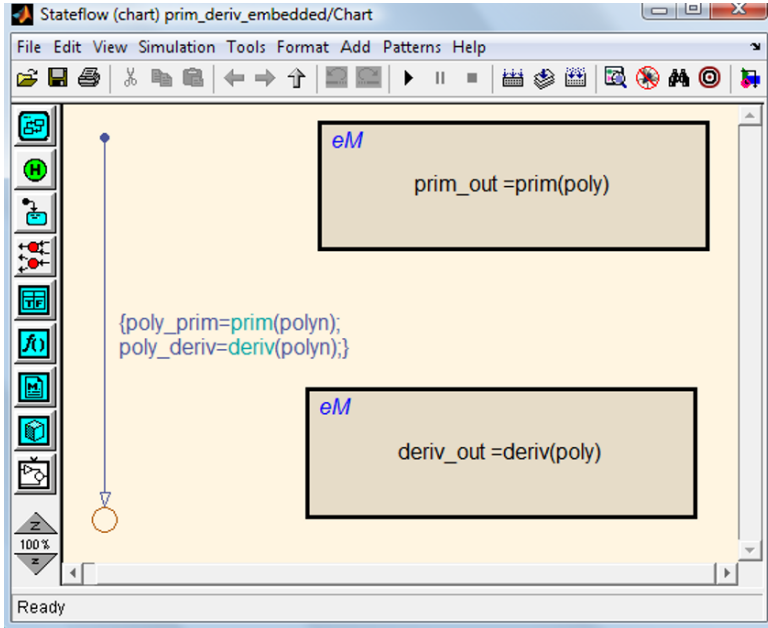 Stateflow (chart) prim_deriv_embedded/Chart
File Edit View Simulation Tools Format Add Patterns Help
eM
prim_out =prim(poly)
{poly_prim=prim(polyn);
poly_deriv=deriv(polyn);}
eM
deriv_out =deriv(poly)
H
TF
f()
M
Z
100 %
Z
Ready